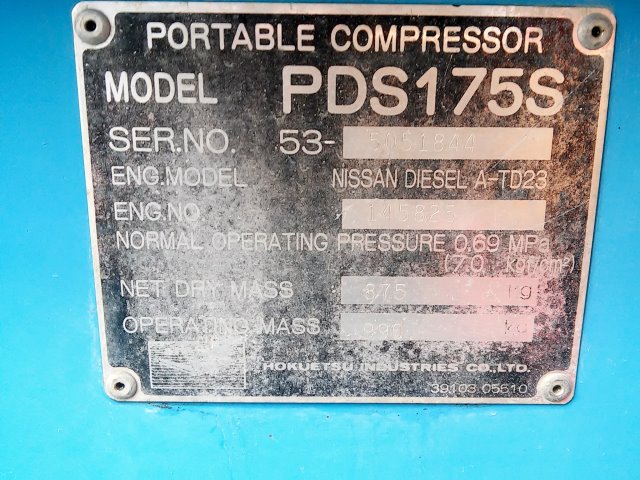 PORTABLE COMPRESSOR
MODEL PDS175S
SER.NO. 53- 5051844
ENG.MODEL NISSAN DIESEL A-TD23
ENG.NO. 145825
NORMAL OPERATING PRESSURE 0.69 MPa
(7.0 kgf/cm²)
NET DRY MASS 875 kg
OPERATING MASS kg
HOKUETSU INDUSTRIES CO.,LTD.
39103 05510